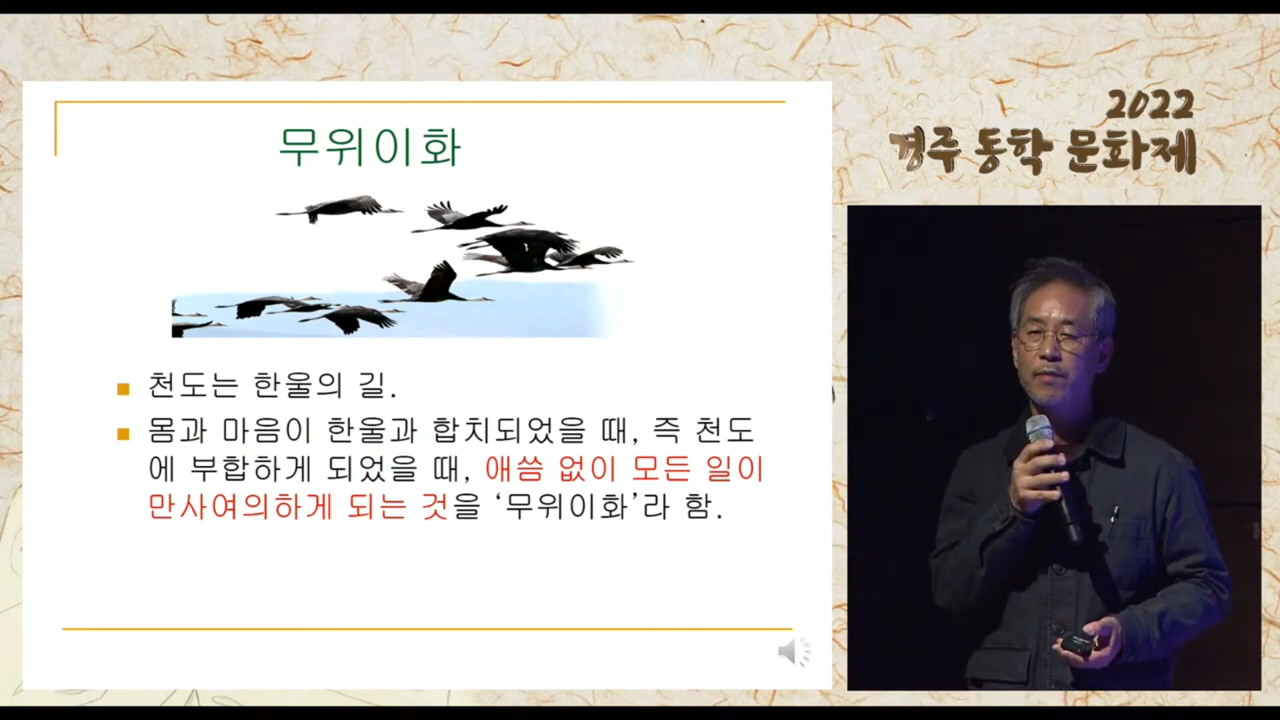 무위이화
천도는 한울의 길.
몸과 마음이 한울과 합치되었을 때, 즉 천도
에 부합하게 되었을 때, 애씀 없이 모든 일이
만사여의하게 되는 것을 ‘무위이화’라 함.
2022
경주 동학 문화제